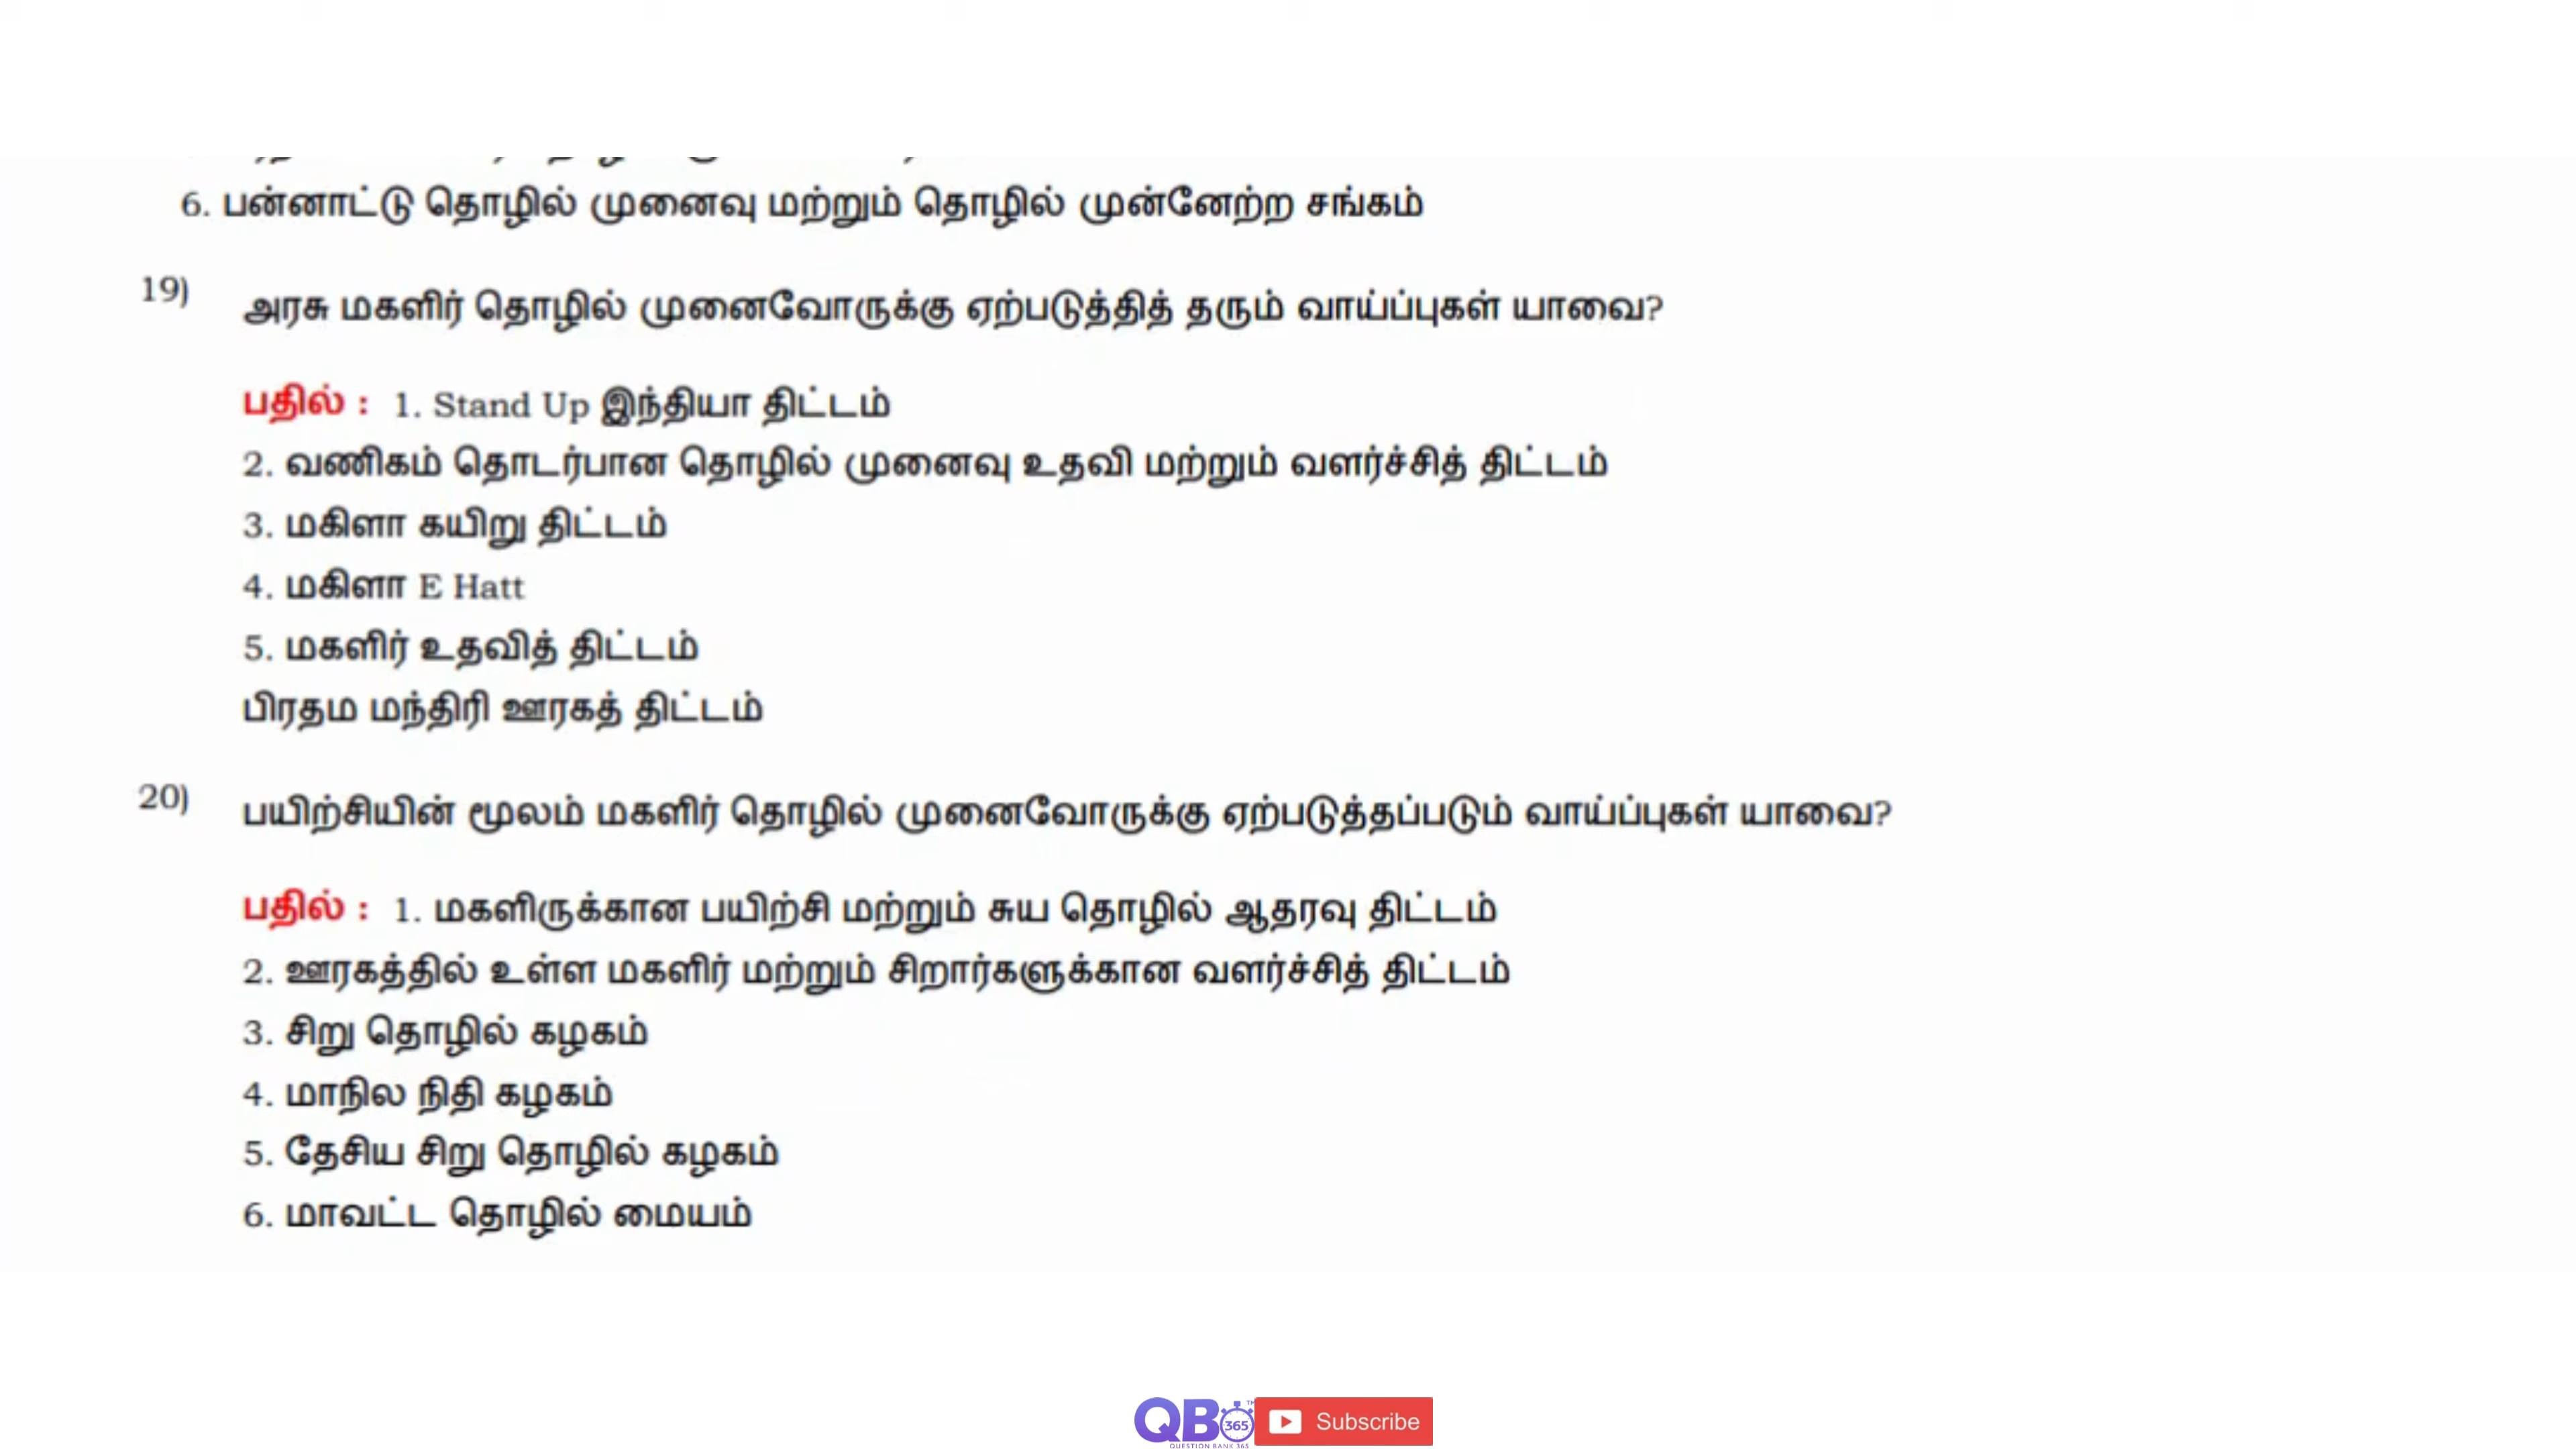 6. பன்னாட்டு தொழில் முனைவு மற்றும் தொழில் முன்னேற்ற சங்கம்
19) அரசு மகளிர் தொழில் முனைவோருக்கு ஏற்படுத்தித் தரும் வாய்ப்புகள் யாவை?
பதில் : 1. Stand Up இந்தியா திட்டம்
2. வணிகம் தொடர்பான தொழில் முனைவு உதவி மற்றும் வளர்ச்சித் திட்டம்
3. மகிளா கயிறு திட்டம்
4. மகிளா E Hatt
5. மகளிர் உதவித் திட்டம்
பிரதம மந்திரி ஊரகத் திட்டம்
20) பயிற்சியின் மூலம் மகளிர் தொழில் முனைவோருக்கு ஏற்படுத்தப்படும் வாய்ப்புகள் யாவை?
பதில் : 1. மகளிருக்கான பயிற்சி மற்றும் சுய தொழில் ஆதரவு திட்டம்
2. ஊரகத்தில் உள்ள மகளிர் மற்றும் சிறார்களுக்கான வளர்ச்சித் திட்டம்
3. சிறு தொழில் கழகம்
4. மாநில நிதி கழகம்
5. தேசிய சிறு தொழில் கழகம்
6. மாவட்ட தொழில் மையம்
QB 365 TM
QUESTION BANK 365
Subscribe